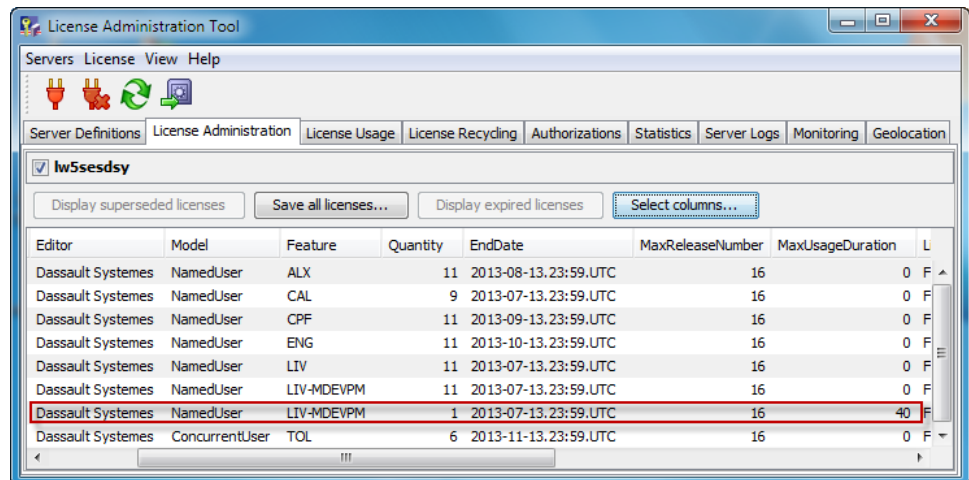 License Administration Tool
Servers License View Help
Server Definitions License Administration License Usage License Recycling Authorizations Statistics Server Logs Monitoring Geolocation
lw5sesdsy
Display superseded licenses Save all licenses... Display expired licenses Select columns...
Editor Model Feature Quantity EndDate MaxReleaseNumber MaxUsageDuration
Dassault Systemes NamedUser ALX 11 2013-08-13.23:59.UTC 16 0 F
Dassault Systemes NamedUser CAL 9 2013-07-13.23:59.UTC 16 0 F
Dassault Systemes NamedUser CPF 11 2013-09-13.23:59.UTC 16 0 F
Dassault Systemes NamedUser ENG 11 2013-10-13.23:59.UTC 16 0 F
Dassault Systemes NamedUser LIV 11 2013-07-13.23:59.UTC 16 0 F
Dassault Systemes NamedUser LIV-MDEVPM 11 2013-07-13.23:59.UTC 16 0 F
Dassault Systemes NamedUser LIV-MDEVPM 1 2013-07-13.23:59.UTC 16 40 F
Dassault Systemes ConcurrentUser TOL 6 2013-11-13.23:59.UTC 16 0 F